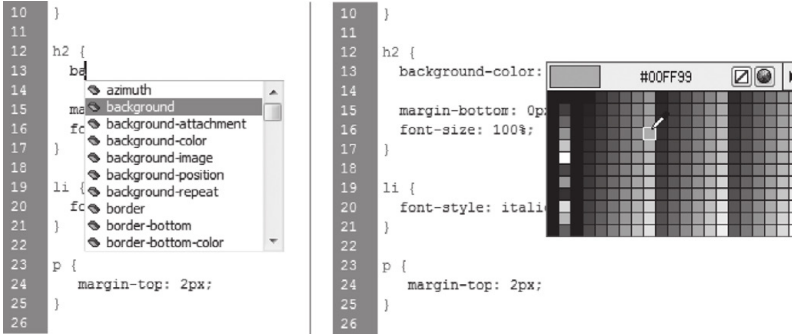 10 }
11
12 h2 {
13 ba
14
15 ma
16 fo
17 }
18
19 li {
20 fo
21 }
22
23 p {
24 margin-top: 2px;
25 }
26
azimuth
background
background-attachment
background-color
background-image
background-position
background-repeat
border
border-bottom
border-bottom-color
10 }
11
12 h2 {
13 background-color:
14
15 margin-bottom: 0p
16 font-size: 100%;
17 }
18
19 li {
20 font-style: itali
21 }
22
23 p {
24 margin-top: 2px;
25 }
26
#00FF99